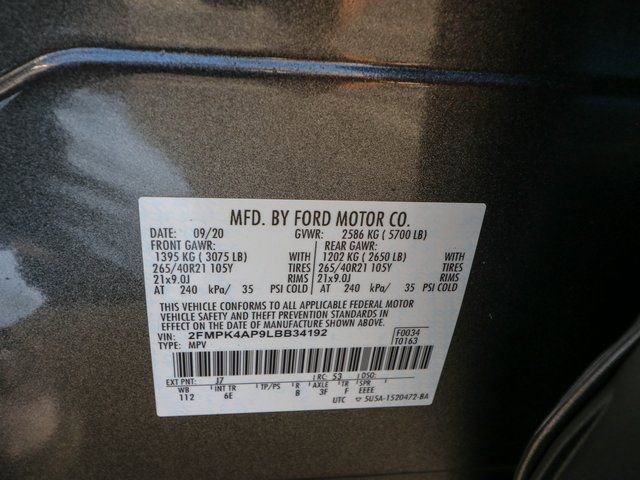 MFD. BY FORD MOTOR CO.
DATE: 09/20 GVWR: 2586 KG ( 5700 LB)
FRONT GAWR: REAR GAWR:
1395 KG ( 3075 LB) WITH 1202 KG ( 2650 LB) WITH
265/40R21 105Y TIRES 265/40R21 105Y TIRES
21x9.0J RIMS 21x9.0J RIMS
AT 240 kPa/ 35 PSI COLD AT 240 kPa/ 35 PSI COLD
THIS VEHICLE CONFORMS TO ALL APPLICABLE FEDERAL MOTOR
VEHICLE SAFETY AND THEFT PREVENTION STANDARDS IN
EFFECT ON THE DATE OF MANUFACTURE SHOWN ABOVE.
VIN: 2FMPK4AP9LBB34192 F0034
TYPE: MPV T0163
EXT PNT: J7 RC: 53 DSO:
WB INT TR TP/PS R AXLE TR SPR
112 6E B 3F F EEEE
UTC 5U5A-1520472-BA